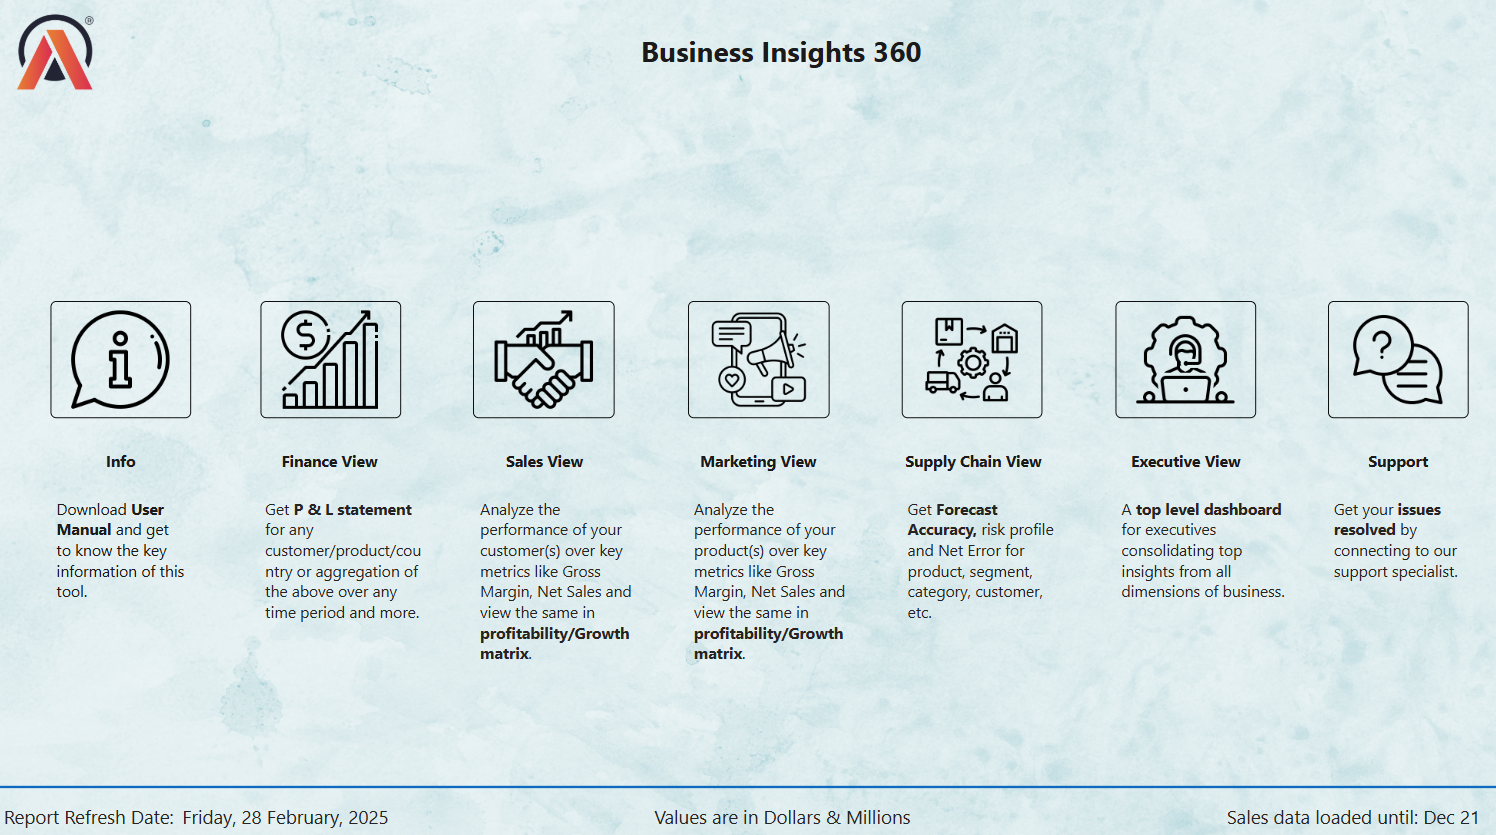 ®
Business Insights 360
Info
Download User
Manual and get
to know the key
information of this
tool.
Finance View
Get P & L statement
for any
customer/product/cou
ntry or aggregation of
the above over any
time period and more.
Sales View
Analyze the
performance of your
customer(s) over key
metrics like Gross
Margin, Net Sales and
view the same in
profitability/Growth
matrix.
Marketing View
Analyze the
performance of your
product(s) over key
metrics like Gross
Margin, Net Sales and
view the same in
profitability/Growth
matrix.
Supply Chain View
Get Forecast
Accuracy, risk profile
and Net Error for
product, segment,
category, customer,
etc.
Executive View
A top level dashboard
for executives
consolidating top
insights from all
dimensions of business.
Support
Get your issues
resolved by
connecting to our
support specialist.
Report Refresh Date: Friday, 28 February, 2025
Values are in Dollars & Millions
Sales data loaded until: Dec 21